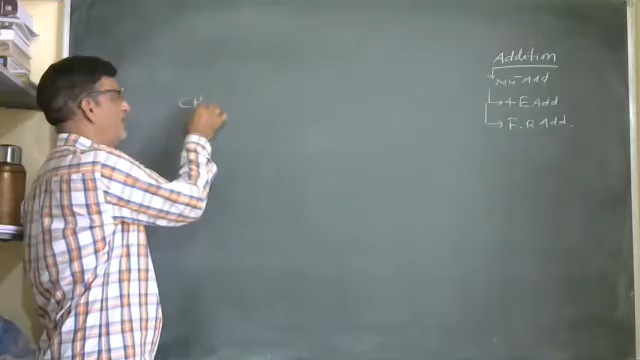 CH
Addition
Nu⁻ Add
+ E Add
F.R Add.